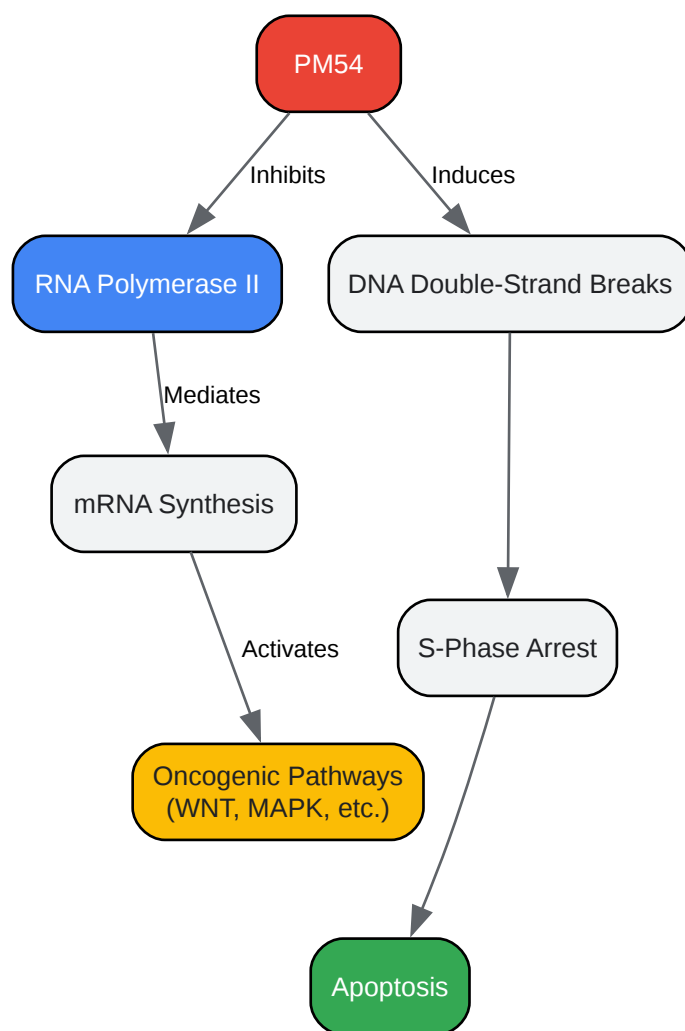 PM54
Inhibits
Induces
RNA Polymerase II
DNA Double-Strand Breaks
Mediates
mRNA Synthesis
Activates
S-Phase Arrest
Oncogenic Pathways
(WNT, MAPK, etc.)
Apoptosis